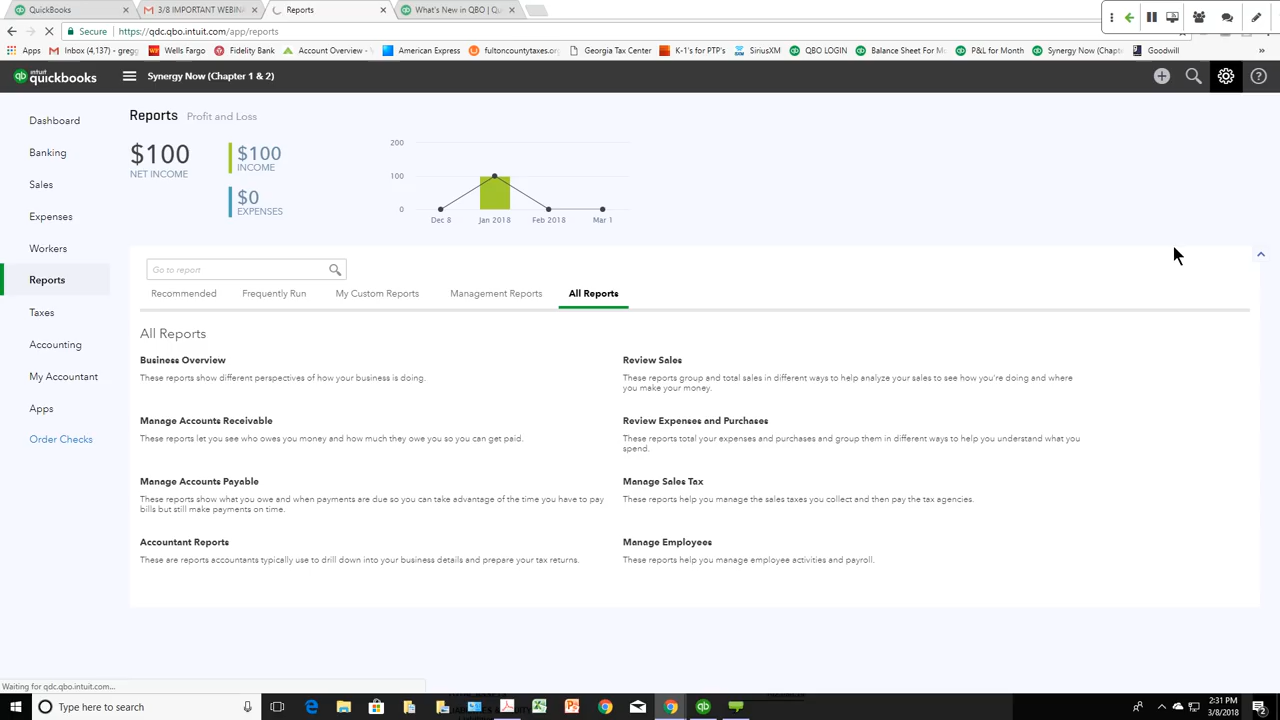 QuickBooks
3/8 IMPORTANT WEBIN
Reports
What's New in QBO | Qu
Secure
https://qdc.qbo.intuit.com/app/reports
Apps
Inbox (4,137) - gregg
Wells Fargo
Fidelity Bank
Account Overview -
American Express
fultoncountytaxes.or
Georgia Tax Center
K-1's for PTP's
SiriusXM
QBO LOGIN
Balance Sheet For M
P&L for Month
Synergy Now (Chapt
Goodwill
»
intuit
quickbooks
Synergy Now (Chapter 1 & 2)
Dashboard
Banking
Sales
Expenses
Workers
Reports
Taxes
Accounting
My Accountant
Apps
Order Checks
Reports
Profit and Loss
$100
NET INCOME
$100
INCOME
$0
EXPENSES
200
100
0
Dec 8
Jan 2018
Feb 2018
Mar 1
Go to report
Recommended
Frequently Run
My Custom Reports
Management Reports
All Reports
All Reports
Business Overview
These reports show different perspectives of how your business is doing.
Review Sales
These reports group and total sales in different ways to help analyze your sales to see how you're doing and where
you make your money.
Manage Accounts Receivable
These reports let you see who owes you money and how much they owe you so you can get paid.
Review Expenses and Purchases
These reports total your expenses and purchases and group them in different ways to help you understand what you
spend.
Manage Accounts Payable
These reports show what you owe and when payments are due so you can take advantage of the time you have to pay
bills but still make payments on time.
Manage Sales Tax
These reports help you manage the sales taxes you collect and then pay the tax agencies.
Accountant Reports
These are reports accountants typically use to drill down into your business details and prepare your tax returns.
Manage Employees
These reports help you manage employee activities and payroll.
Waiting for qdc.qbo.intuit.com...
Type here to search
2:31 PM
3/8/2018